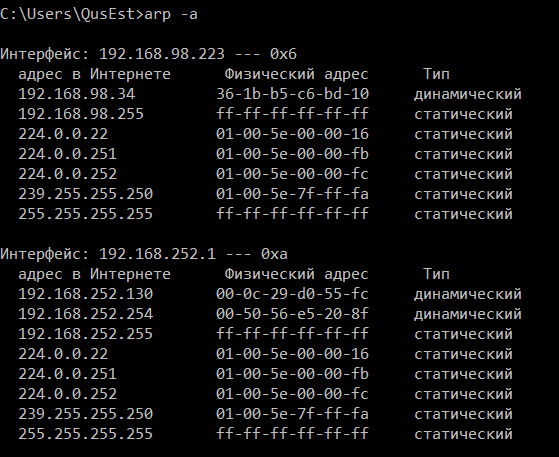 C:\Users\QusEst>arp -a
Интерфейс: 192.168.98.223 --- 0x6
адрес в Интернете Физический адрес Тип
192.168.98.34 36-1b-b5-c6-bd-10 динамический
192.168.98.255 ff-ff-ff-ff-ff-ff статический
224.0.0.22 01-00-5e-00-00-16 статический
224.0.0.251 01-00-5e-00-00-fb статический
224.0.0.252 01-00-5e-00-00-fc статический
239.255.255.250 01-00-5e-7f-ff-fa статический
255.255.255.255 ff-ff-ff-ff-ff-ff статический
Интерфейс: 192.168.252.1 --- 0xa
адрес в Интернете Физический адрес Тип
192.168.252.130 00-0c-29-d0-55-fc динамический
192.168.252.254 00-50-56-e5-20-8f динамический
192.168.252.255 ff-ff-ff-ff-ff-ff статический
224.0.0.22 01-00-5e-00-00-16 статический
224.0.0.251 01-00-5e-00-00-fb статический
224.0.0.252 01-00-5e-00-00-fc статический
239.255.255.250 01-00-5e-7f-ff-fa статический
255.255.255.255 ff-ff-ff-ff-ff-ff статический